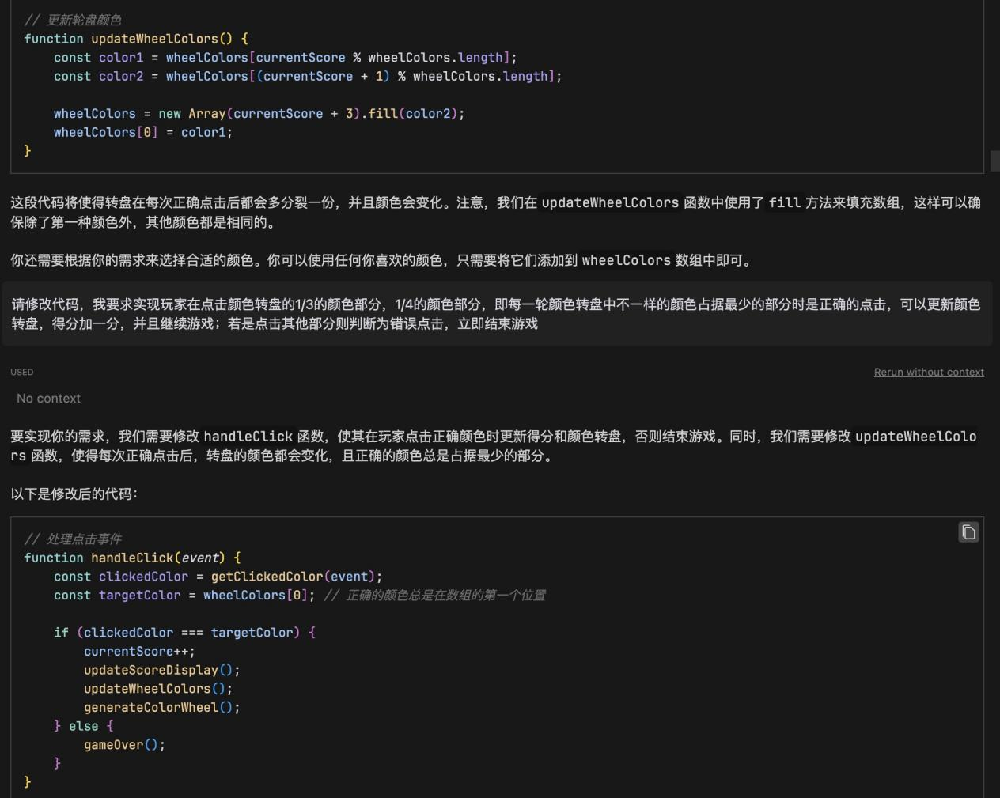 // 更新轮盘颜色
function updateWheelColors() {
    const color1 = wheelColors[currentScore % wheelColors.length];
    const color2 = wheelColors[(currentScore + 1) % wheelColors.length];
    wheelColors = new Array(currentScore + 3).fill(color2);
    wheelColors[0] = color1;
}
这段代码将使得转盘在每次正确点击后都会多分裂一份，并且颜色会变化。注意，我们在 updateWheelColors 函数中使用了 fill 方法来填充数组，这样可以确
保除了第一种颜色外，其他颜色都是相同的。
你还需要根据你的需求来选择合适的颜色。你可以使用任何你喜欢的颜色，只需要将它们添加到 wheelColors 数组中即可。
请修改代码，我要求实现玩家在点击颜色转盘的1/3的颜色部分，1/4的颜色部分，即每一轮颜色转盘中不一样的颜色占据最少的部分时是正确的点击，可以更新颜色
转盘，得分加一分，并且继续游戏；若是点击其他部分则判断为错误点击，立即结束游戏
USED
Rerun without context
No context
要实现你的需求，我们需要修改 handleClick 函数，使其在玩家点击正确颜色时更新得分和颜色转盘，否则结束游戏。同时，我们需要修改 updateWheelColo
rs 函数，使得每次正确点击后，转盘的颜色都会变化，且正确的颜色总是占据最少的部分。
以下是修改后的代码：
// 处理点击事件
function handleClick(event) {
    const clickedColor = getClickedColor(event);
    const targetColor = wheelColors[0]; // 正确的颜色总是在数组的第一个位置
    if (clickedColor === targetColor) {
        currentScore++;
        updateScoreDisplay();
        updateWheelColors();
        generateColorWheel();
    } else {
        gameOver();
    }
}